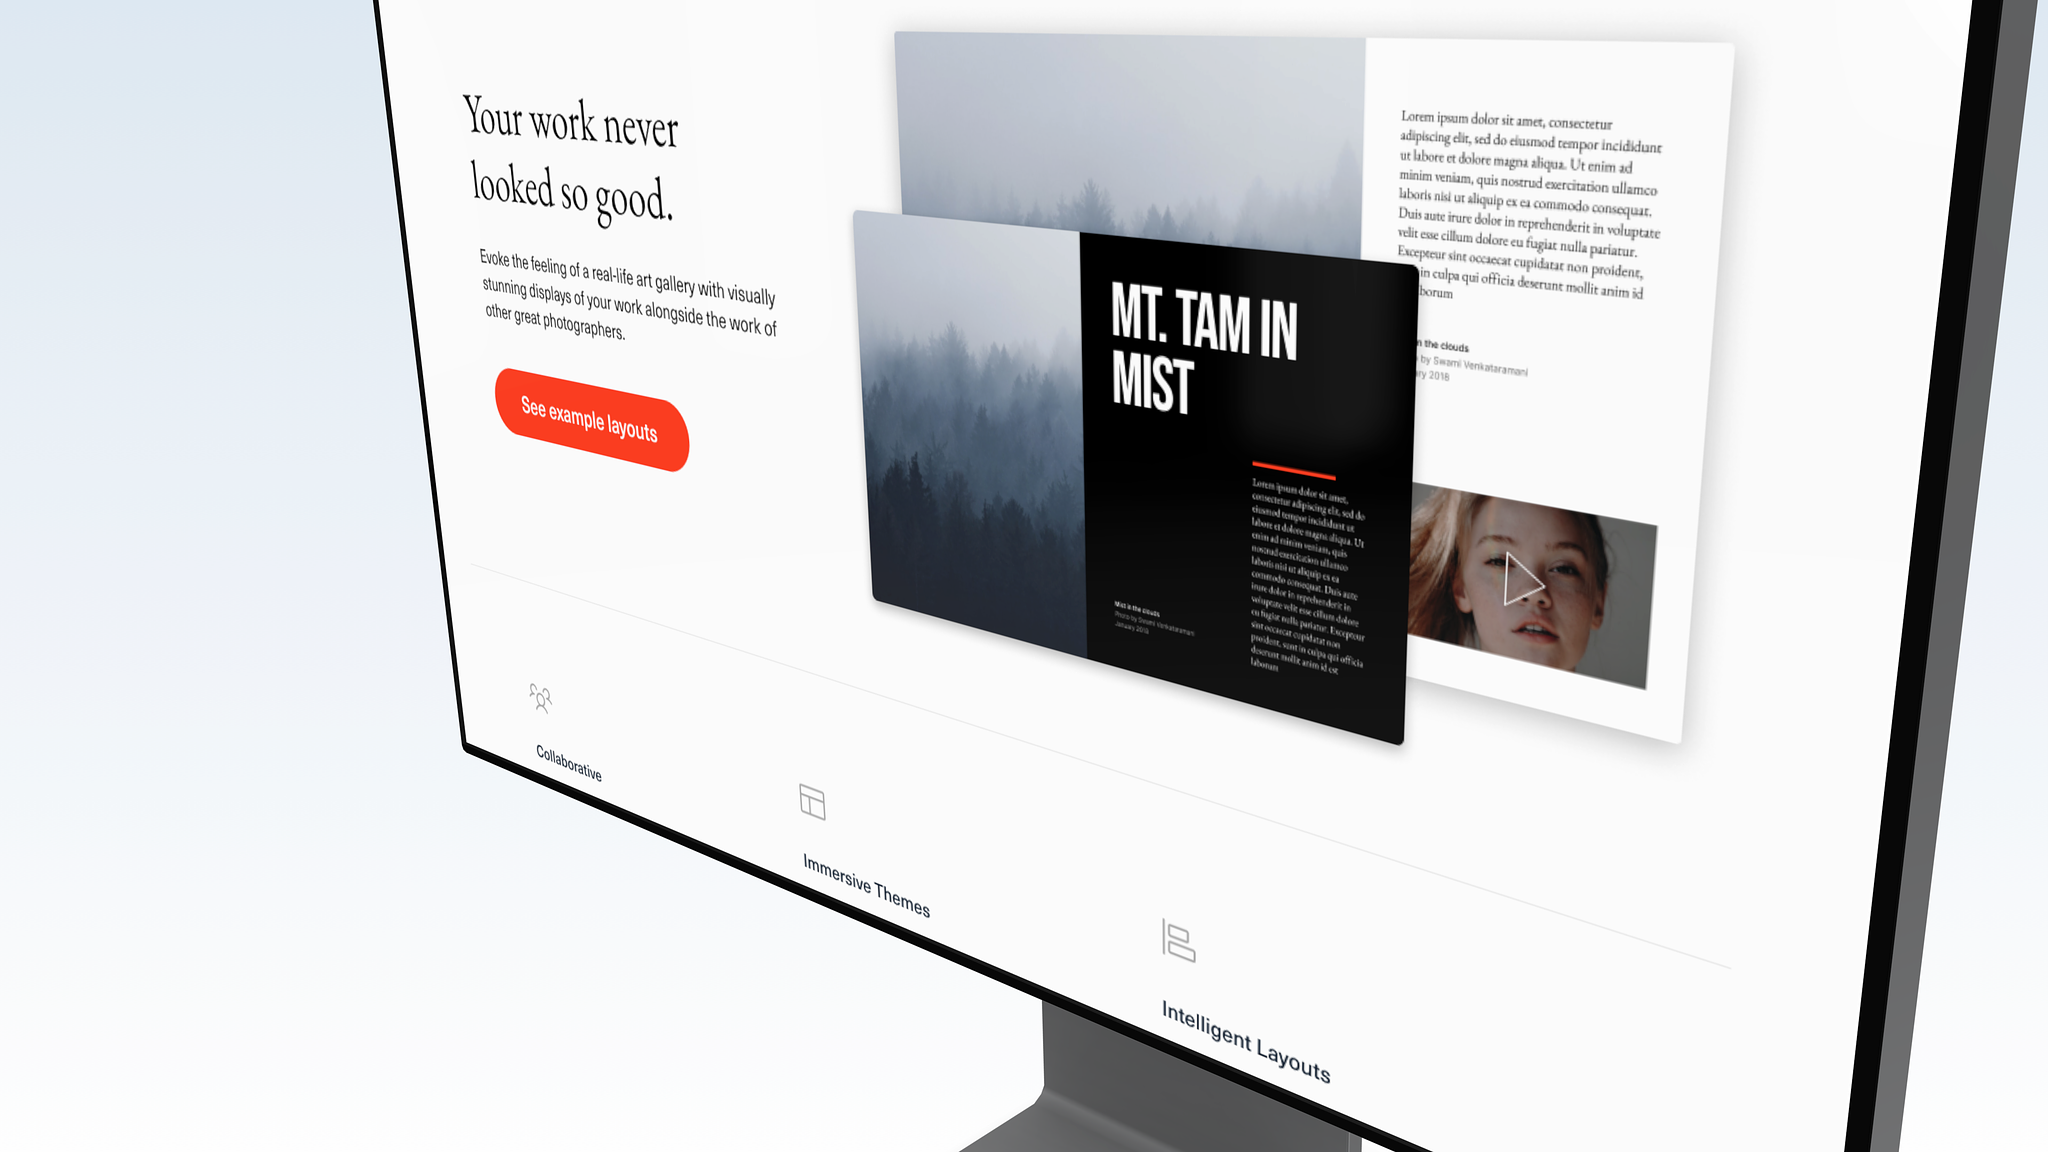 Your work never
looked so good.
Evoke the feeling of a real-life art gallery with visually
stunning displays of your work alongside the work of
other great photographers.
See example layouts
Lorem ipsum dolor sit amet, consectetur
adipiscing elit, sed do eiusmod tempor incididunt
ut labore et dolore magna aliqua. Ut enim ad
minim veniam, quis nostrud exercitation ullamco
laboris nisi ut aliquip ex ea commodo consequat.
Duis aute irure dolor in reprehenderit in voluptate
velit esse cillum dolore eu fugiat nulla pariatur.
Excepteur sint occaecat cupidatat non proident,
in culpa qui officia deserunt mollit anim id
borum
n the clouds
by Swami Venkataramani
ry 2018
MT. TAM IN
MIST
Lorem ipsum dolor sit amet,
consectetur adipiscing elit, sed do
eiusmod tempor incididunt ut
labore et dolore magna aliqua. Ut
enim ad minim veniam, quis
nostrud exercitation ullamco
laboris nisi ut aliquip ex ea
commodo consequat. Duis aute
irure dolor in reprehenderit in
voluptate velit esse cillum dolore
eu fugiat nulla pariatur. Excepteur
sint occaecat cupidatat non
proident, sunt in culpa qui officia
deserunt mollit anim id est
laborum
Mist in the clouds
Photo by Swami Venkataramani
January 2018
Collaborative
Immersive Themes
Intelligent Layouts